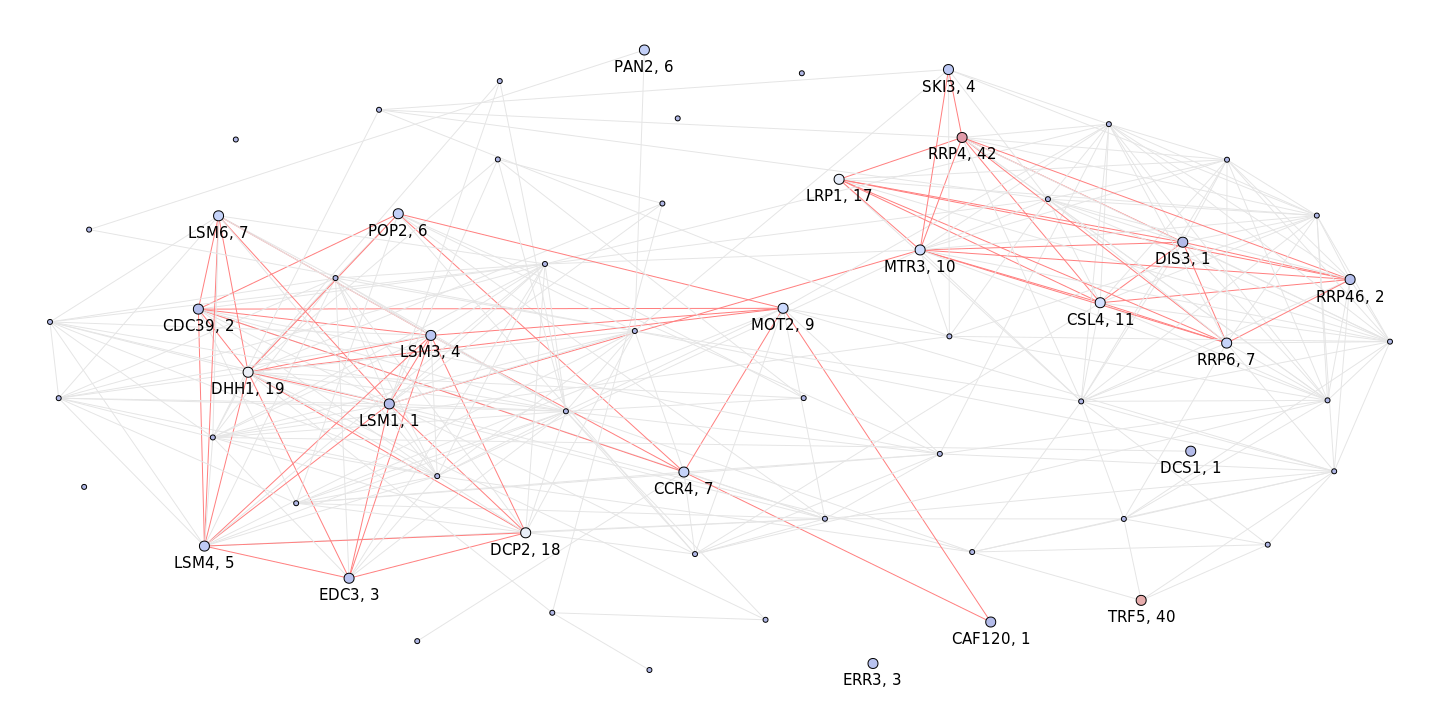 PAN2, 6
SKI3, 4
RRP4, 42
LRP1, 17
LSM6, 7
POP2, 6
DIS3, 1
MTR3, 10
RRP46, 2
CSL4, 11
CDC39, 2
MOT2, 9
LSM3, 4
RRP6, 7
DHH1, 19
LSM1, 1
DCS1, 1
CCR4, 7
DCP2, 18
LSM4, 5
EDC3, 3
TRF5, 40
CAF120, 1
ERR3, 3